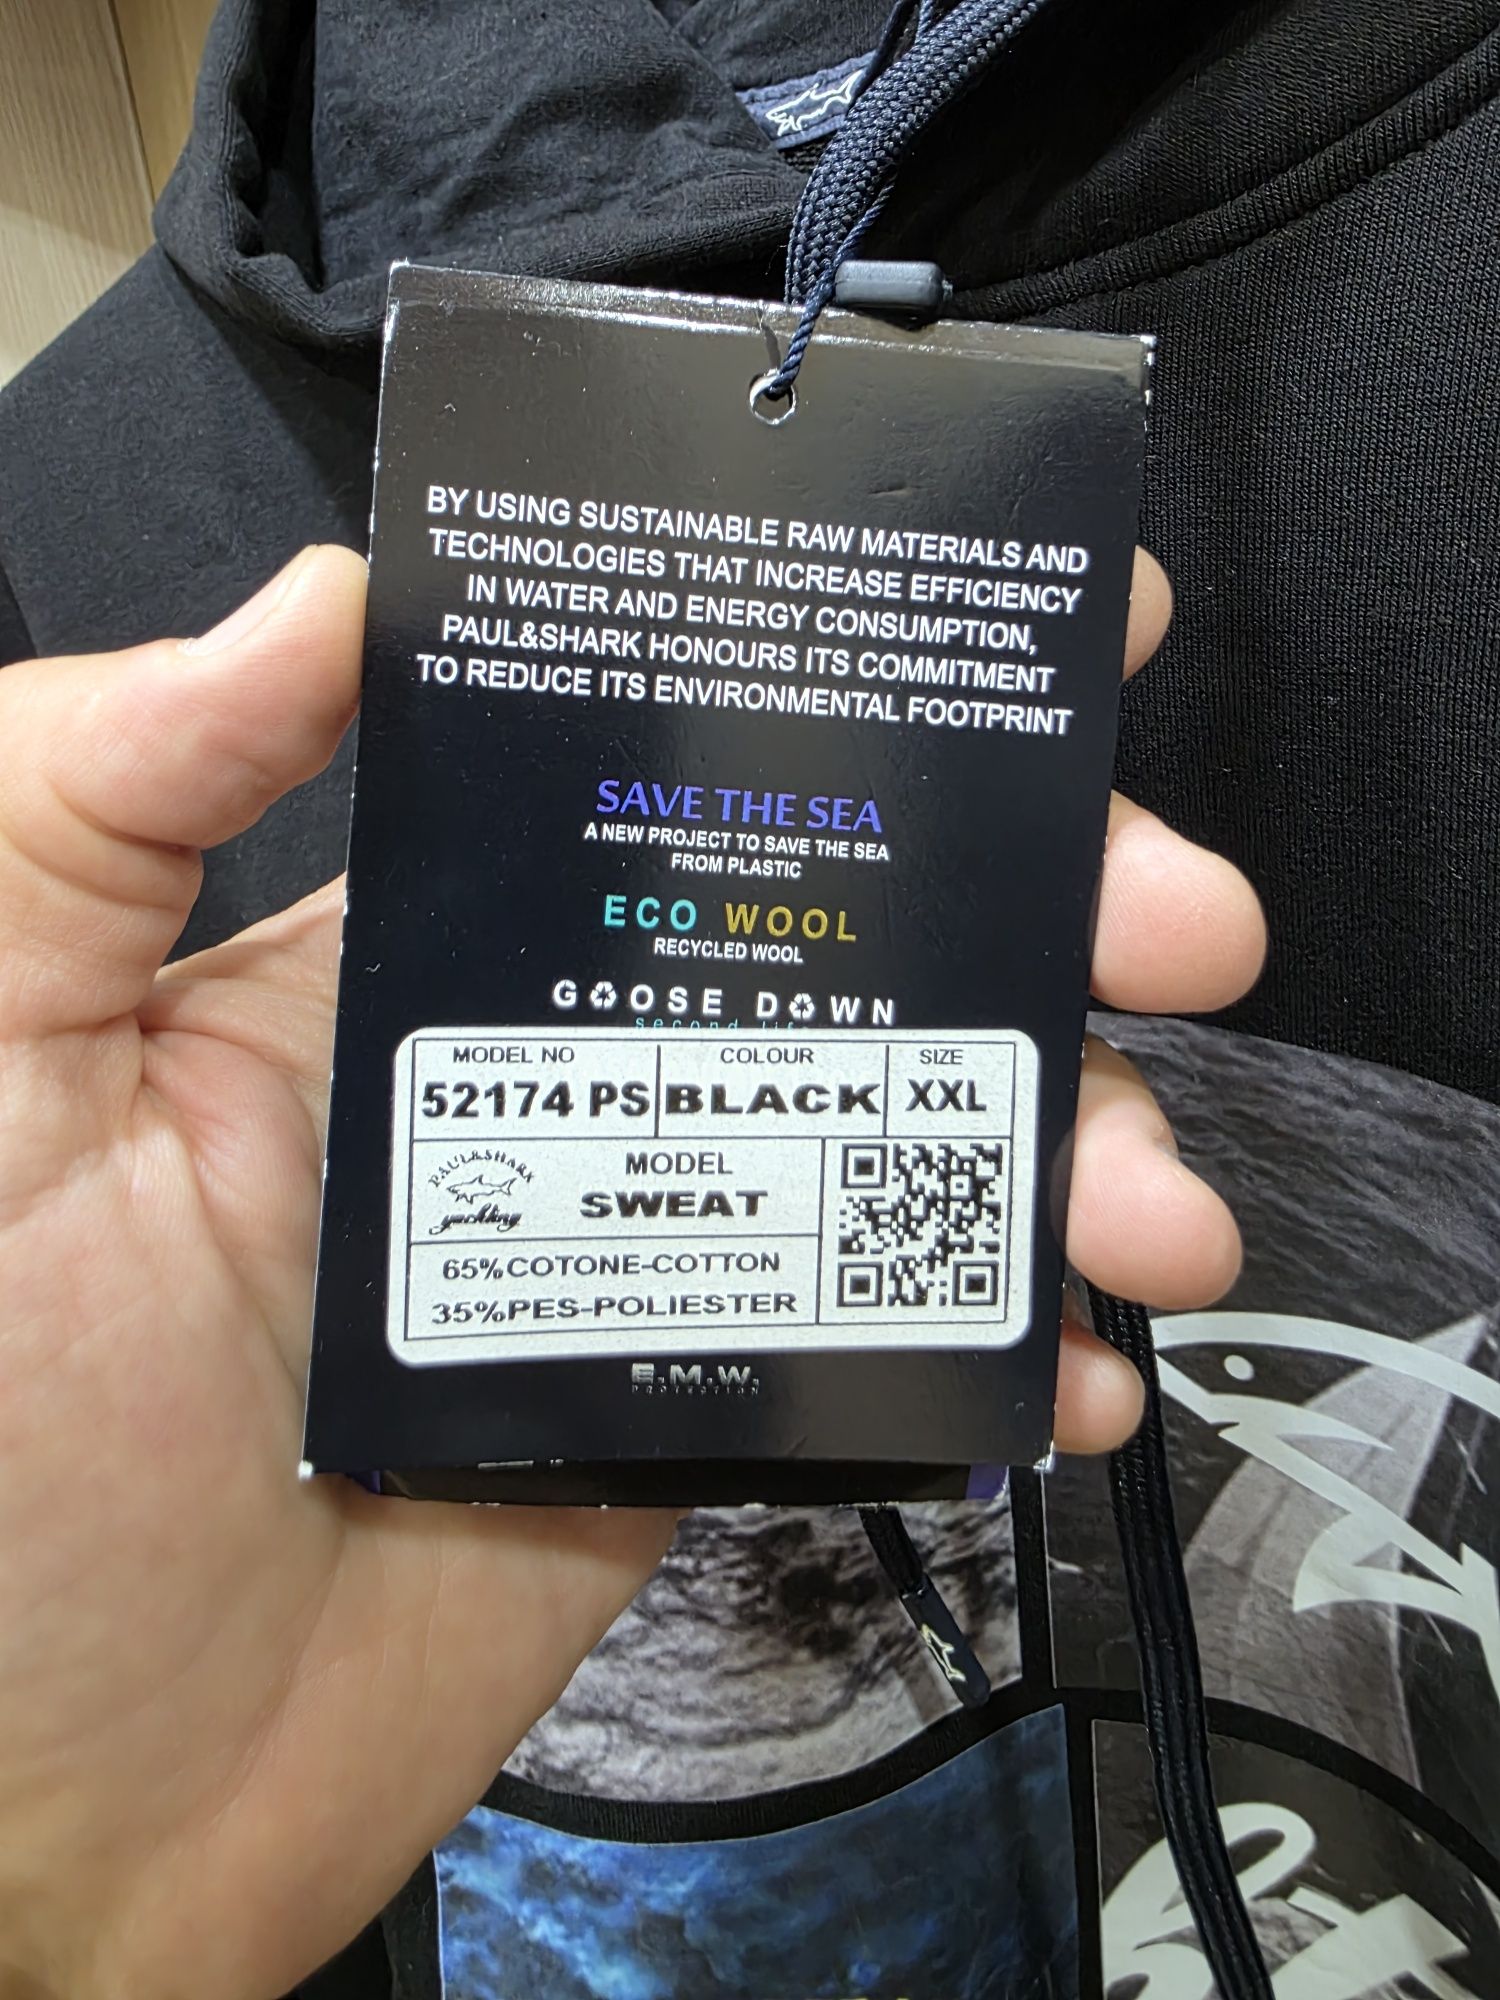 BY USING SUSTAINABLE RAW MATERIALS AND
TECHNOLOGIES THAT INCREASE EFFICIENCY
IN WATER AND ENERGY CONSUMPTION,
PAUL&SHARK HONOURS ITS COMMITMENT
TO REDUCE ITS ENVIRONMENTAL FOOTPRINT
SAVE THE SEA
A NEW PROJECT TO SAVE THE SEA
FROM PLASTIC
ECO WOOL
RECYCLED WOOL
GOOSE DOWN
second life
MODEL NO
52174 PS
COLOUR
BLACK
SIZE
XXL
PAUL&SHARK
yachting
MODEL
SWEAT
65%COTONE-COTTON
35%PES-POLIESTER
E.M.W.
PROTECTION